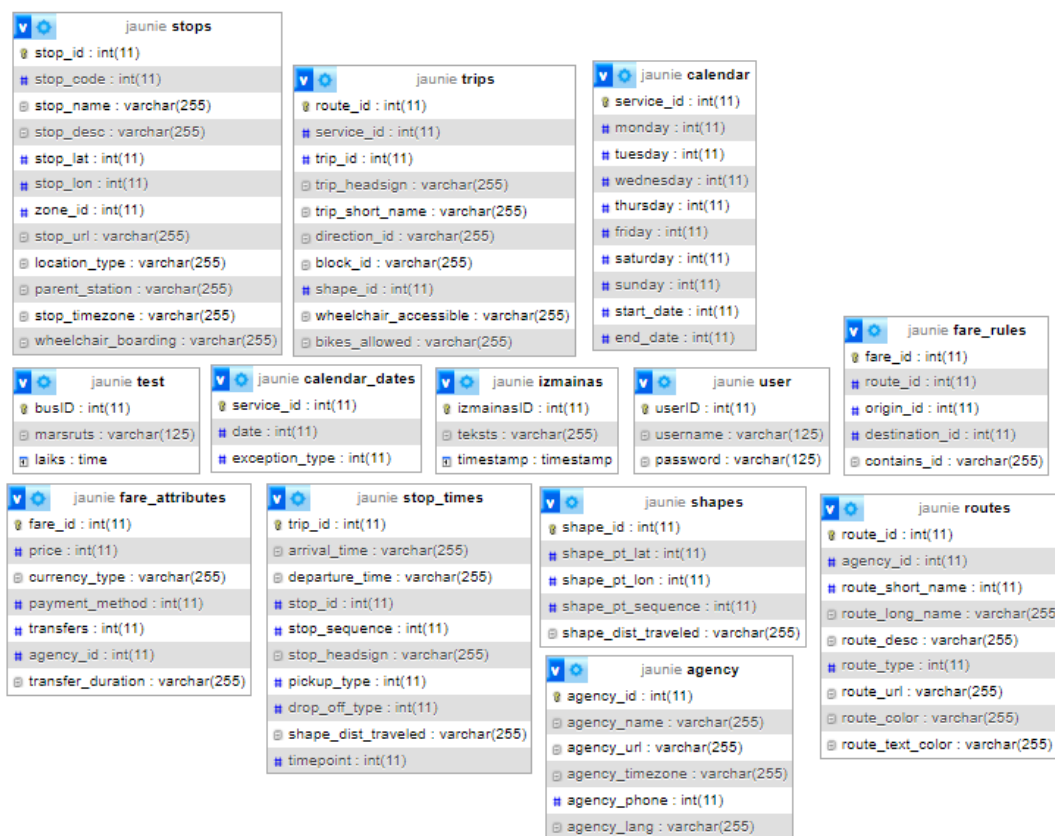 jaunie stops
stop_id : int(11)
stop_code : int(11)
stop_name : varchar(255)
stop_desc : varchar(255)
stop_lat : int(11)
stop_lon : int(11)
zone_id : int(11)
stop_url : varchar(255)
location_type : varchar(255)
parent_station : varchar(255)
stop_timezone : varchar(255)
wheelchair_boarding : varchar(255)
jaunie trips
route_id : int(11)
service_id : int(11)
trip_id : int(11)
trip_headsign : varchar(255)
trip_short_name : varchar(255)
direction_id : varchar(255)
block_id : varchar(255)
shape_id : int(11)
wheelchair_accessible : varchar(255)
bikes_allowed : varchar(255)
jaunie calendar
service_id : int(11)
monday : int(11)
tuesday : int(11)
wednesday : int(11)
thursday : int(11)
friday : int(11)
saturday : int(11)
sunday : int(11)
start_date : int(11)
end_date : int(11)
jaunie fare_rules
fare_id : int(11)
route_id : int(11)
origin_id : int(11)
destination_id : int(11)
contains_id : varchar(255)
jaunie test
busID : int(11)
marsruts : varchar(125)
laiks : time
jaunie calendar_dates
service_id : int(11)
date : int(11)
exception_type : int(11)
jaunie izmainas
izmainasID : int(11)
teksts : varchar(255)
timestamp : timestamp
jaunie user
userID : int(11)
username : varchar(125)
password : varchar(125)
jaunie fare_attributes
fare_id : int(11)
price : int(11)
currency_type : varchar(255)
payment_method : int(11)
transfers : int(11)
agency_id : int(11)
transfer_duration : varchar(255)
jaunie stop_times
trip_id : int(11)
arrival_time : varchar(255)
departure_time : varchar(255)
stop_id : int(11)
stop_sequence : int(11)
stop_headsign : varchar(255)
pickup_type : int(11)
drop_off_type : int(11)
shape_dist_traveled : varchar(255)
timepoint : int(11)
jaunie shapes
shape_id : int(11)
shape_pt_lat : int(11)
shape_pt_lon : int(11)
shape_pt_sequence : int(11)
shape_dist_traveled : varchar(255)
jaunie routes
route_id : int(11)
agency_id : int(11)
route_short_name : int(11)
route_long_name : varchar(255
route_desc : varchar(255)
route_type : int(11)
route_url : varchar(255)
route_color : varchar(255)
route_text_color : varchar(255)
jaunie agency
agency_id : int(11)
agency_name : varchar(255)
agency_url : varchar(255)
agency_timezone : varchar(255)
agency_phone : int(11)
agency_lang : varchar(255)